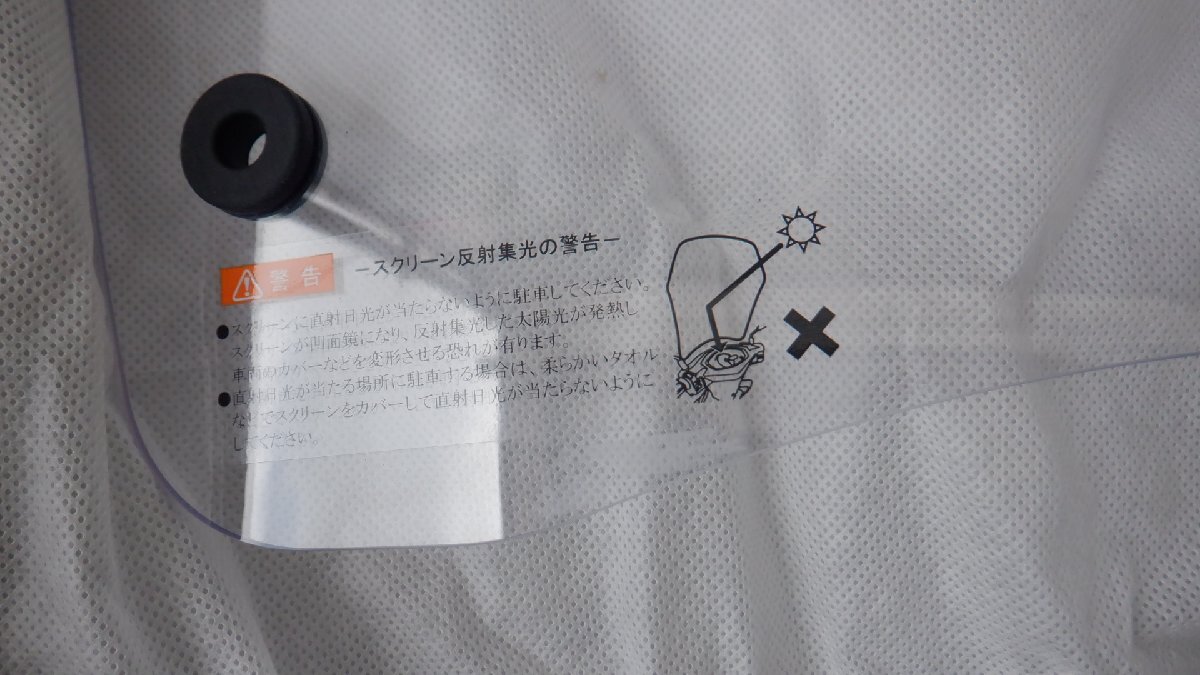 警告 ースクリーン反射集光の警告ー
●スクリーンに直射日光が当たらないように駐車してください。
スクリーンが凹面鏡になり、反射集光した太陽光が発熱し
車両のカバーなどを変形させる恐れが有ります。
●直射日光が当たる場所に駐車する場合は、柔らかいタオル
などでスクリーンをカバーして直射日光が当たらないように
してください。